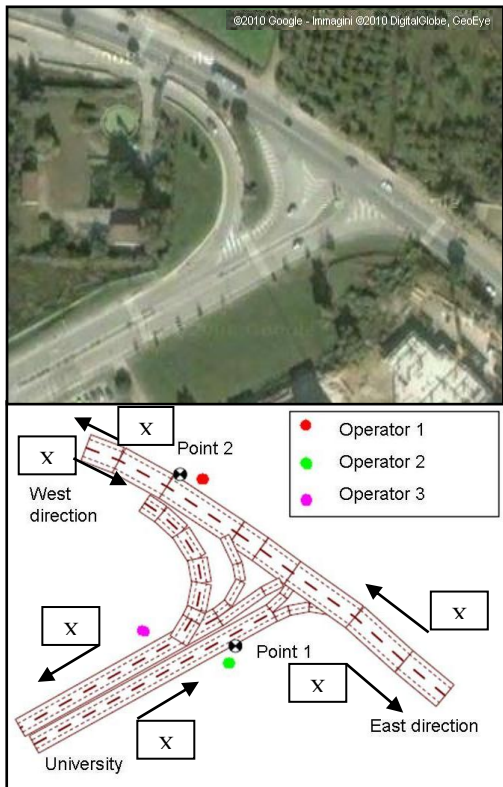 ©2010 Google - Immagini ©2010 DigitalGlobe, GeoEye
X
Point 2
X
West
direction
Operator 1
Operator 2
Operator 3
X
X
Point 1
X
X
East direction
University